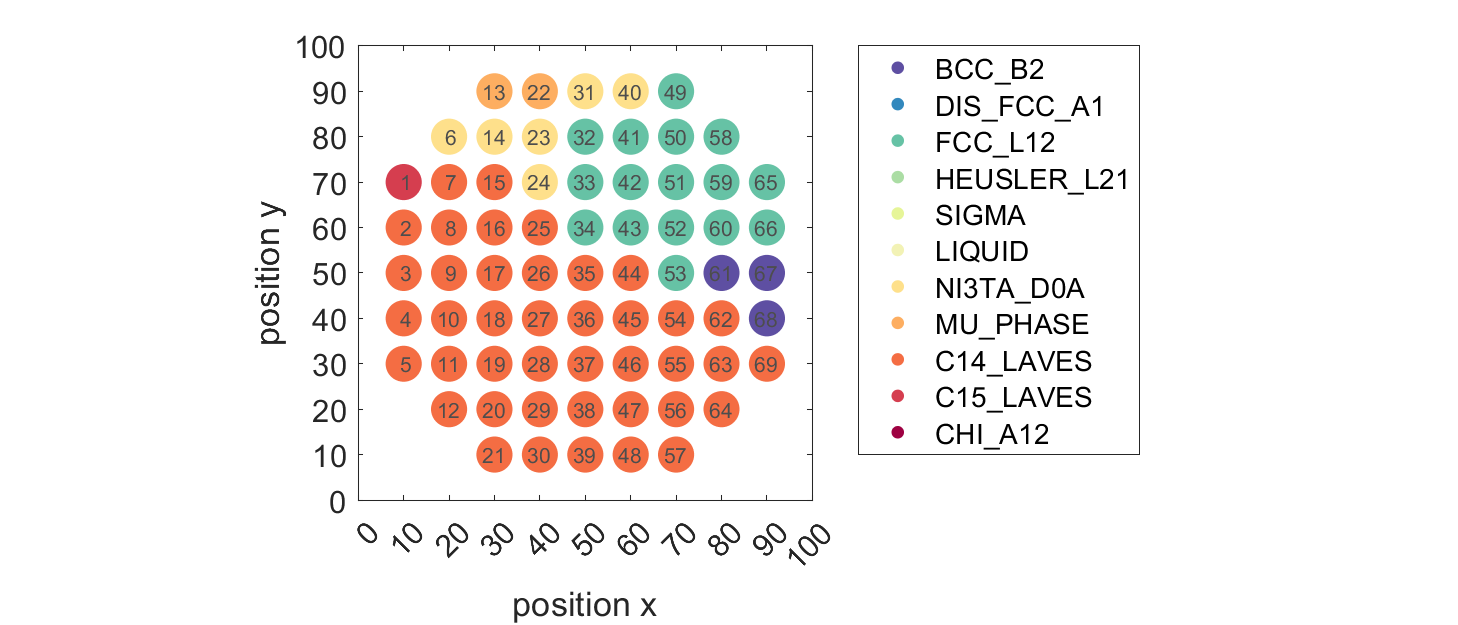 100
90
80
70
60
50
40
30
20
10
0
position y
13 22 31 40 49
6 14 23 32 41 50 58
1 7 15 24 33 42 51 59 65
2 8 16 25 34 43 52 60 66
3 9 17 26 35 44 53 61 67
4 10 18 27 36 45 54 62 68
5 11 19 28 37 46 55 63 69
12 20 29 38 47 56 64
21 30 39 48 57
0 10 20 30 40 50 60 70 80 90 100
position x
BCC_B2
DIS_FCC_A1
FCC_L12
HEUSLER_L21
SIGMA
LIQUID
NI3TA_D0A
MU_PHASE
C14_LAVES
C15_LAVES
CHI_A12